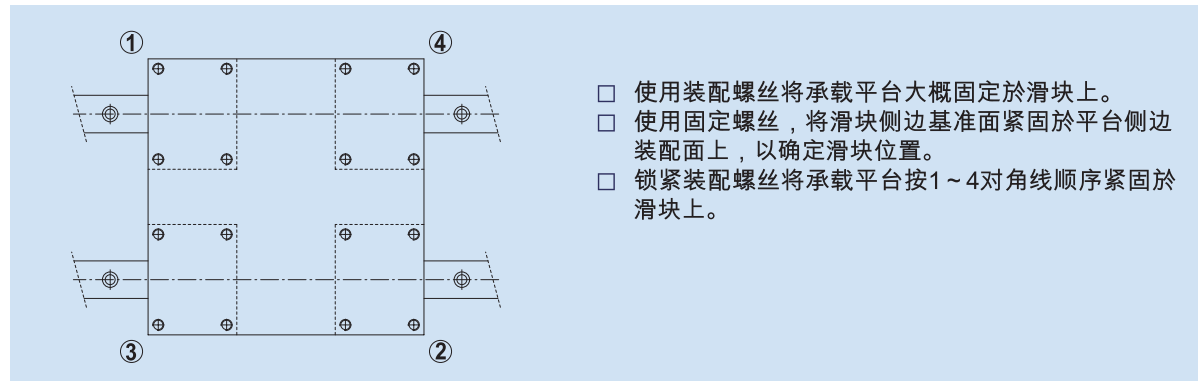 ① ④
□ 使用装配螺丝将承载平台大概固定於滑块上。
□ 使用固定螺丝，将滑块侧边基准面紧固於平台侧边
装配面上，以确定滑块位置。
□ 锁紧装配螺丝将承载平台按1～4对角线顺序紧固於
滑块上。
③ ②